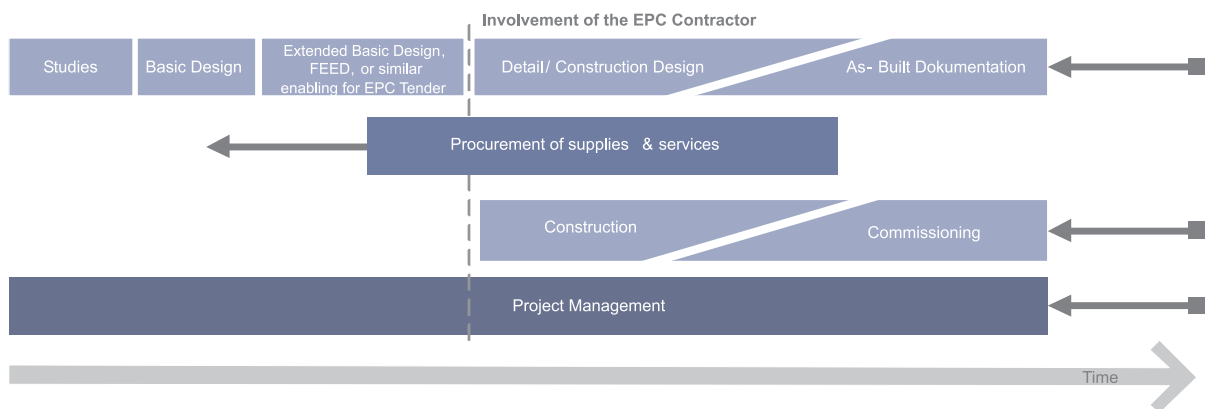 Involvement of the EPC Contractor
Studies
Basic Design
Extended Basic Design,
FEED, or similar
enabling for EPC Tender
Detail/ Construction Design
As- Built Dokumentation
Procurement of supplies & services
Construction
Commissioning
Project Management
Time